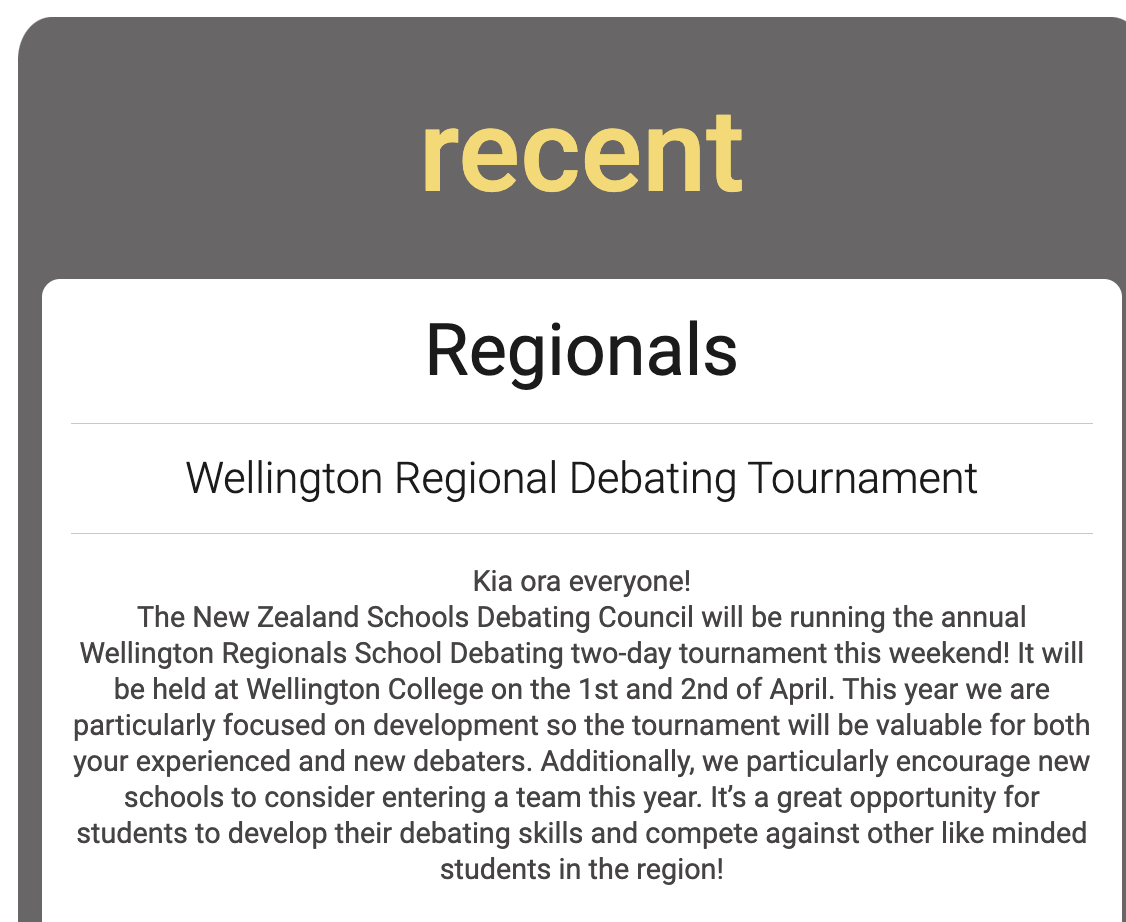 recent
Regionals
Wellington Regional Debating Tournament
Kia ora everyone!
The New Zealand Schools Debating Council will be running the annual
Wellington Regionals School Debating two-day tournament this weekend! It will
be held at Wellington College on the 1st and 2nd of April. This year we are
particularly focused on development so the tournament will be valuable for both
your experienced and new debaters. Additionally, we particularly encourage new
schools to consider entering a team this year. It’s a great opportunity for
students to develop their debating skills and compete against other like minded
students in the region!